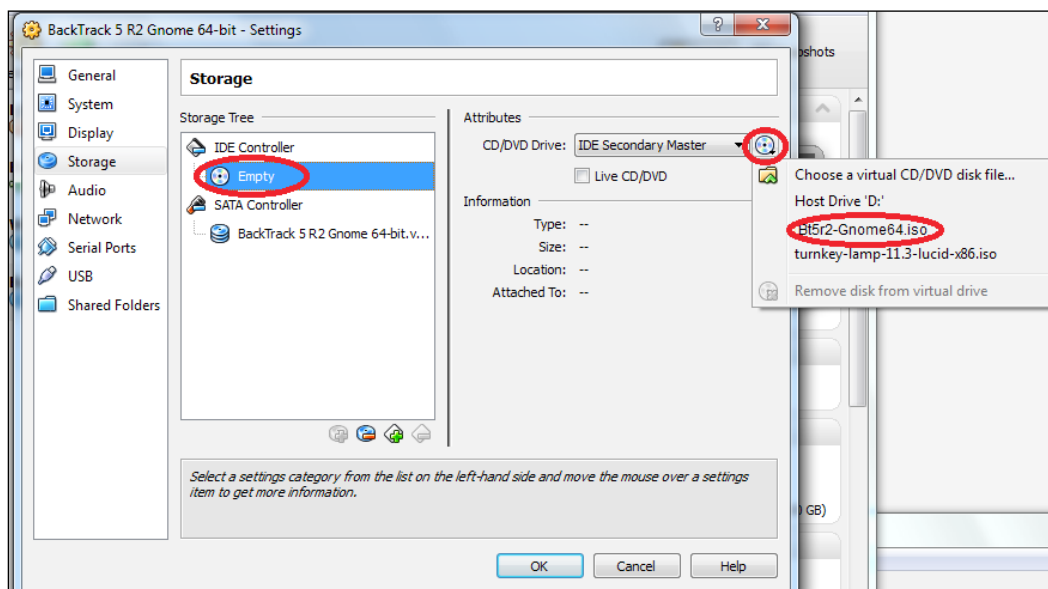 BackTrack 5 R2 Gnome 64-bit - Settings
?
x
pshots
General
System
Display
Storage
Audio
Network
Serial Ports
USB
Shared Folders
Storage
Storage Tree
IDE Controller
Empty
SATA Controller
BackTrack 5 R2 Gnome 64-bit.v...
Attributes
CD/DVD Drive: IDE Secondary Master
Live CD/DVD
Information
Type: --
Size: --
Location: --
Attached To: --
Choose a virtual CD/DVD disk file...
Host Drive 'D:'
Bt5r2-Gnome64.iso
turnkey-lamp-11.3-lucid-x86.iso
Remove disk from virtual drive
Select a settings category from the list on the left-hand side and move the mouse over a settings
item to get more information.
GB)
OK Cancel Help